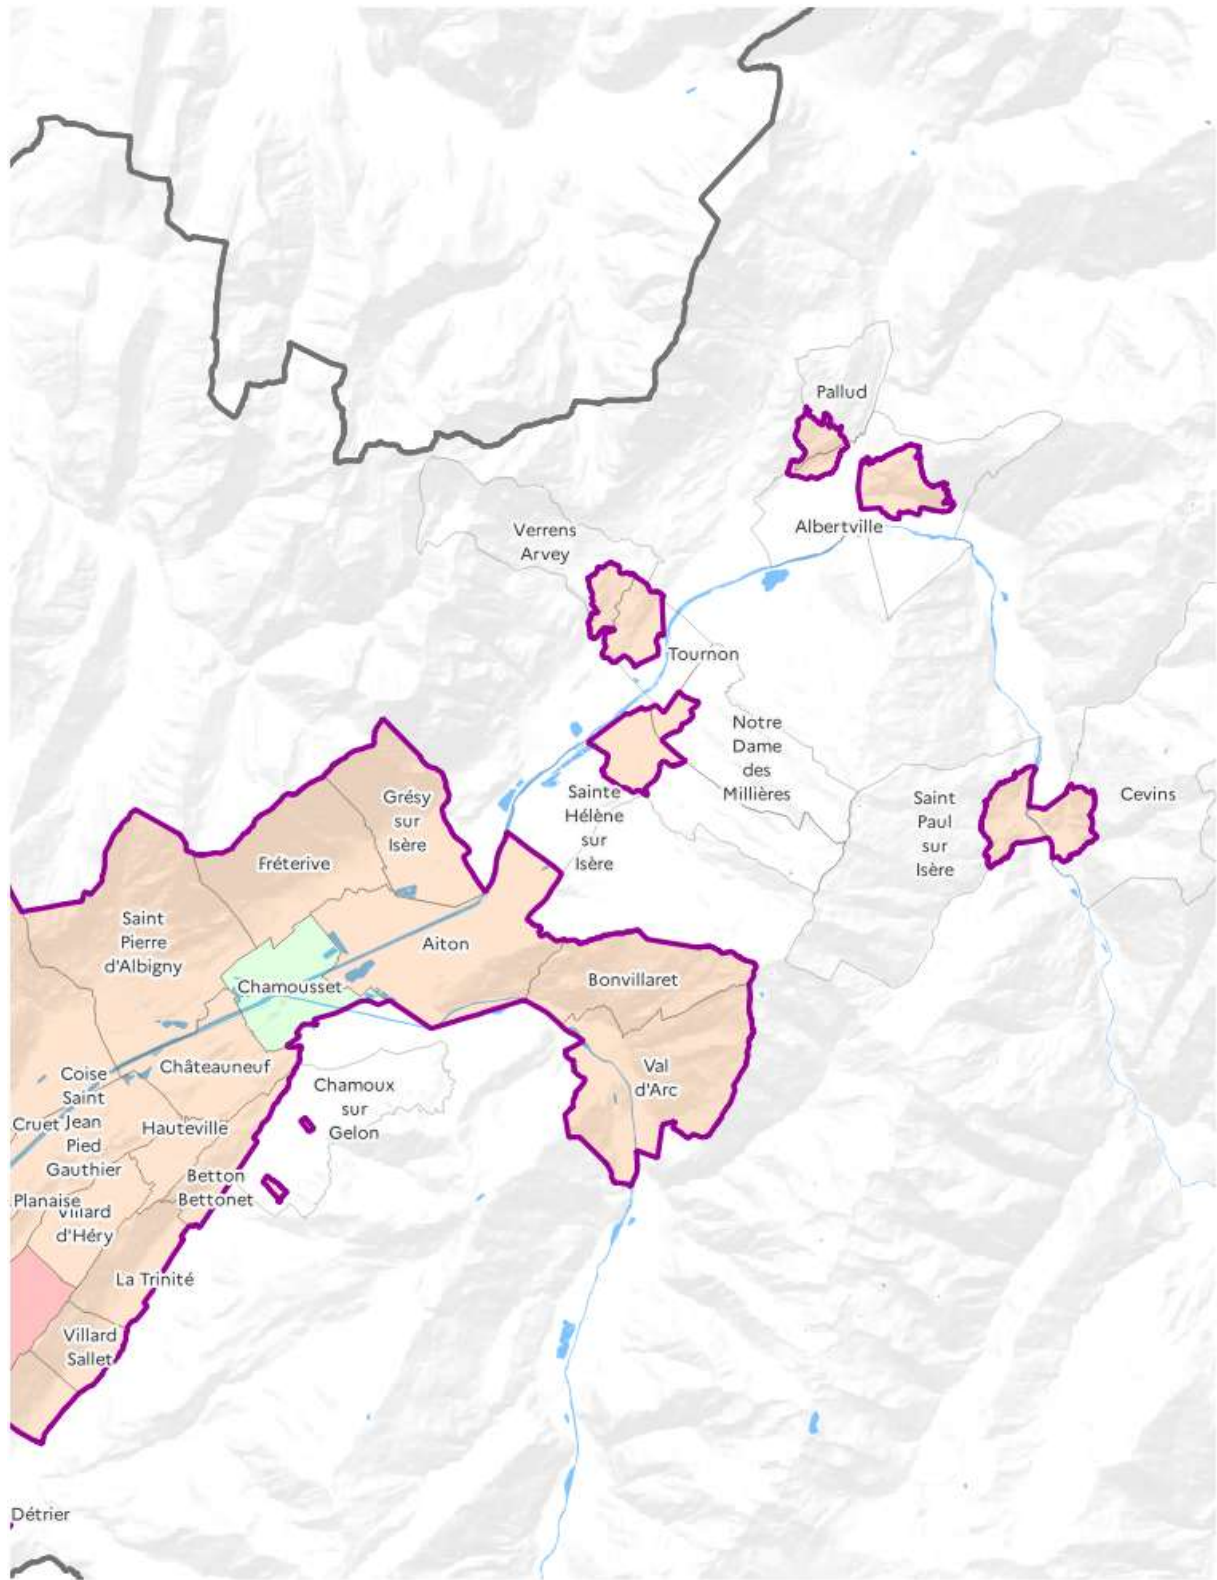 Pallud
Albertville
Verrens
Arvey
Tournon
Notre
Dame
des
Millières
Sainte
Hélène
sur
Isère
Saint
Paul
sur
Isère
Cevins
Grésy
sur
Isère
Fréterive
Saint
Pierre
d'Albigny
Aiton
Bonvillaret
Chamousset
Val
d'Arc
Châteauneuf
Chamoux
sur
Gelon
Coise
Saint
Jean
Pied
Gauthier
Cruet
Hauteville
Betton
Bettonet
Planaise
Villard
d'Héry
La Trinité
Villard
Sallet
Détrier